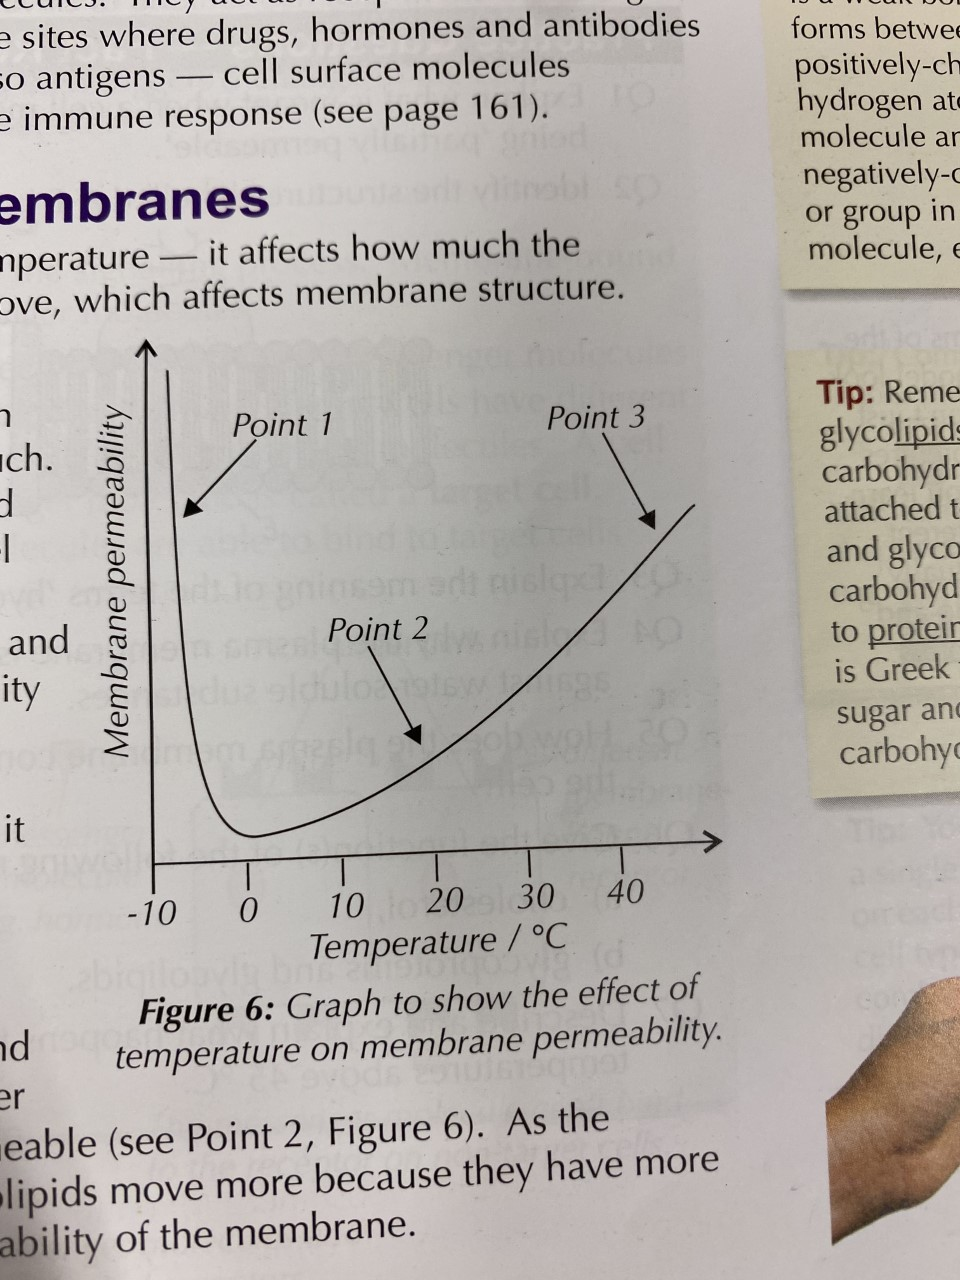 e sites where drugs, hormones and antibodies
so antigens — cell surface molecules
e immune response (see page 161).
embranes
mperature — it affects how much the
ove, which affects membrane structure.
n
uch.
d
el
and
ity
it
nd
er
Membrane permeability
Point 1
Point 3
Point 2
-10 0 10 20 30 40
Temperature / °C
Figure 6: Graph to show the effect of
temperature on membrane permeability.
eable (see Point 2, Figure 6). As the
olipids move more because they have more
ability of the membrane.
forms betwee
positively-ch
hydrogen ato
molecule an
negatively-c
or group in
molecule, e
Tip: Reme
glycolipids
carbohydr
attached t
and glyco
carbohyd
to protein
is Greek
sugar and
carbohyd